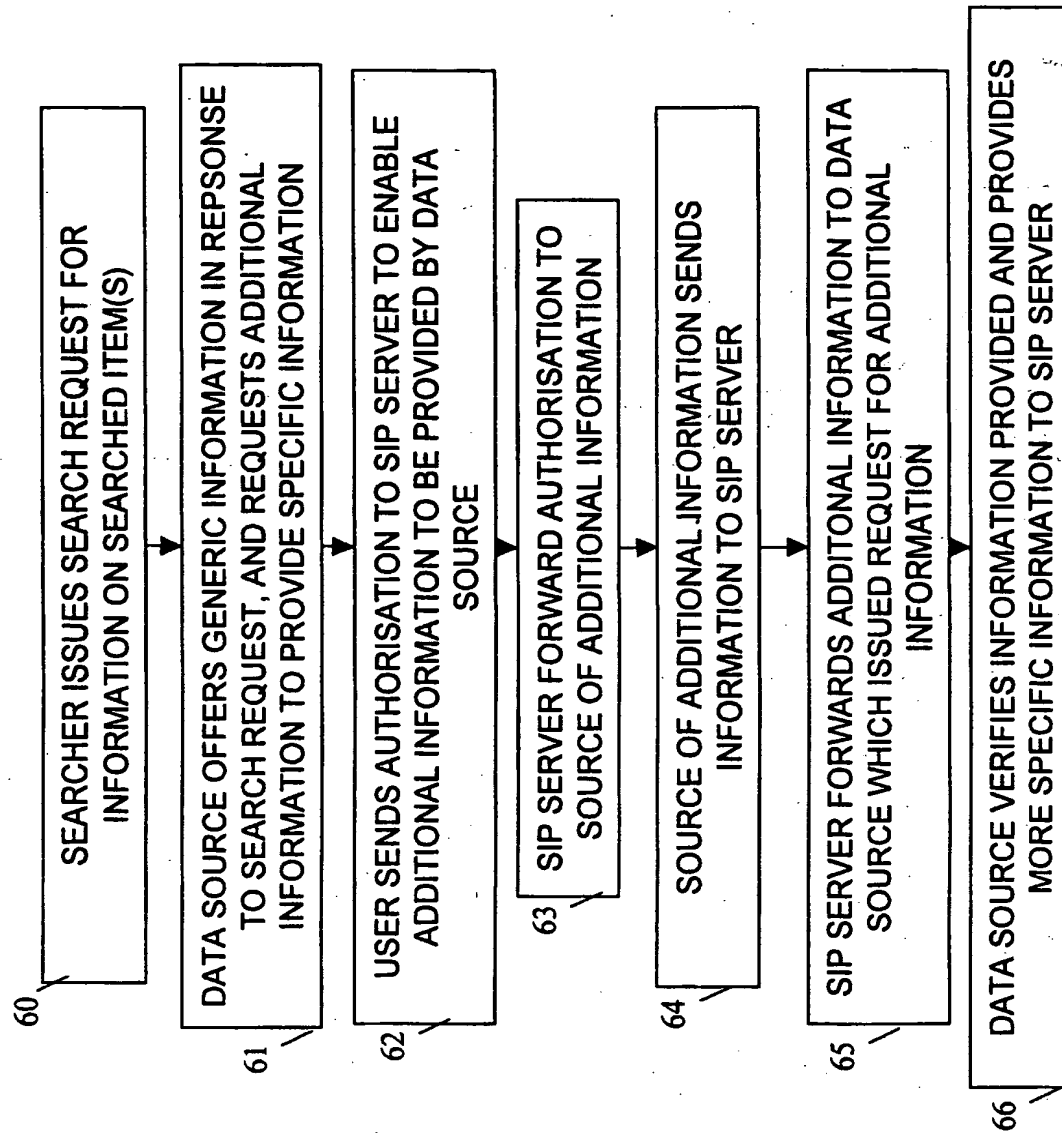 60
SEARCHER ISSUES SEARCH REQUEST FOR
INFORMATION ON SEARCHED ITEM(S)
61
DATA SOURCE OFFERS GENERIC INFORMATION IN REPSONSE
TO SEARCH REQUEST, AND REQUESTS ADDITIONAL
INFORMATION TO PROVIDE SPECIFIC INFORMATION
62
USER SENDS AUTHORISATION TO SIP SERVER TO ENABLE
ADDITIONAL INFORMATION TO BE PROVIDED BY DATA
SOURCE
63
SIP SERVER FORWARD AUTHORISATION TO
SOURCE OF ADDITIONAL INFORMATION
64
SOURCE OF ADDITIONAL INFORMATION SENDS
INFORMATION TO SIP SERVER
65
SIP SERVER FORWARDS ADDITIONAL INFORMATION TO DATA
SOURCE WHICH ISSUED REQUEST FOR ADDITIONAL
INFORMATION
66
DATA SOURCE VERIFIES INFORMATION PROVIDED AND PROVIDES
MORE SPECIFIC INFORMATION TO SIP SERVER